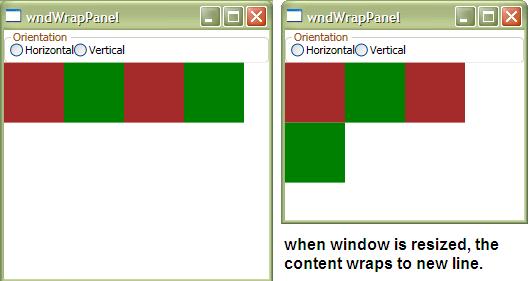 wndWrapPanel
Orientation
Horizontal Vertical
wndWrapPanel
Orientation
Horizontal Vertical
when window is resized, the
content wraps to new line.